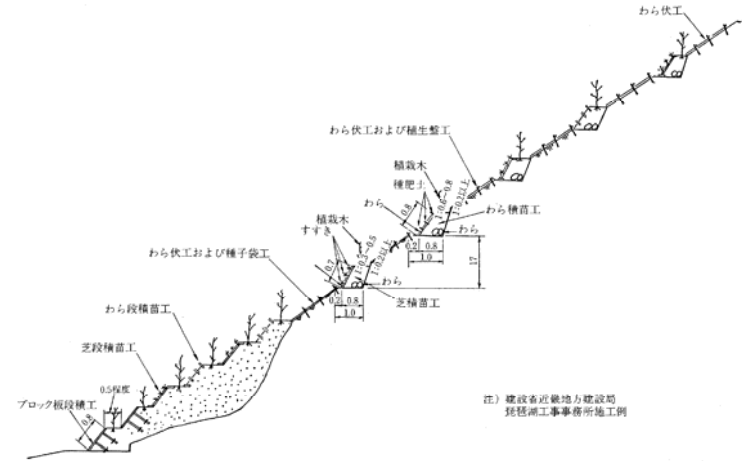 わら伏工
わら伏工および植生盤工
植栽木
種肥土
わら
0.8
1:0.6~0.8
1:0.2以上
わら積苗工
わら
0.2
0.8
1.0
17
植栽木
すすき
わら伏工および種子袋工
0.7
1:0.3~0.5
1:0.2以上
わら
0.2
0.8
1.0
芝積苗工
わら段積苗工
芝段積苗工
0.5程度
ブロック板段積工
0.8
注) 建設省近畿地方建設局
琵琶湖工事事務所施工例